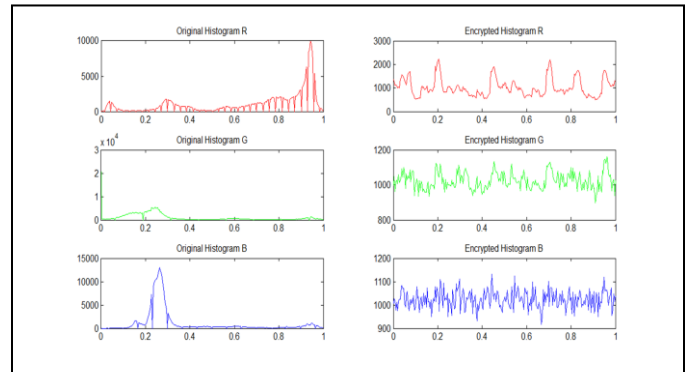 Original Histogram R
10000
5000
0
0 0.2 0.4 0.6 0.8 1
Encrypted Histogram R
3000
2000
1000
0
0 0.2 0.4 0.6 0.8 1
Original Histogram G
x 10^4
3
2
1
0
0 0.2 0.4 0.6 0.8 1
Encrypted Histogram G
1200
1000
800
0 0.2 0.4 0.6 0.8 1
Original Histogram B
15000
10000
5000
0
0 0.2 0.4 0.6 0.8 1
Encrypted Histogram B
1200
1100
1000
900
0 0.2 0.4 0.6 0.8 1